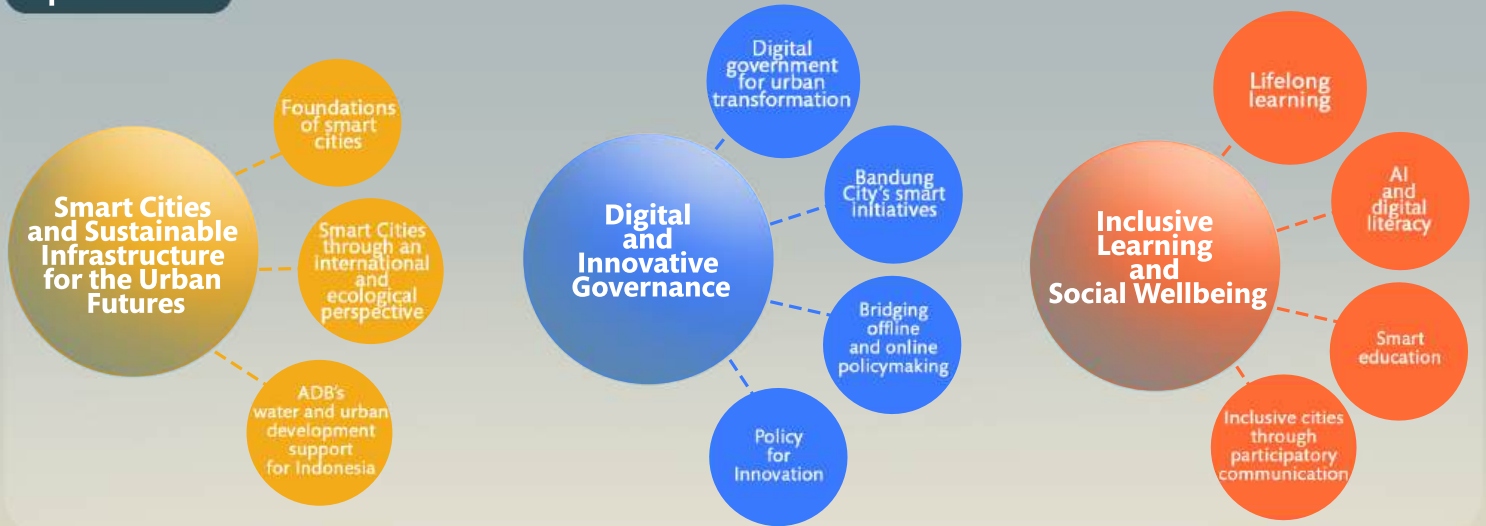 Smart Cities
and Sustainable
Infrastructure
for the Urban
Futures
Foundations
of smart
cities
Smart Cities
through an
international
and
ecological
perspective
ADB's
water and urban
development
support
for Indonesia
Digital
and
Innovative
Governance
Digital
government
for urban
transformation
Bandung
City's smart
initiatives
Bridging
offline
and online
policymaking
Policy
for
Innovation
Inclusive
Learning
and
Social Wellbeing
Lifelong
learning
AI
and
digital
literacy
Smart
education
Inclusive cities
through
participatory
communication